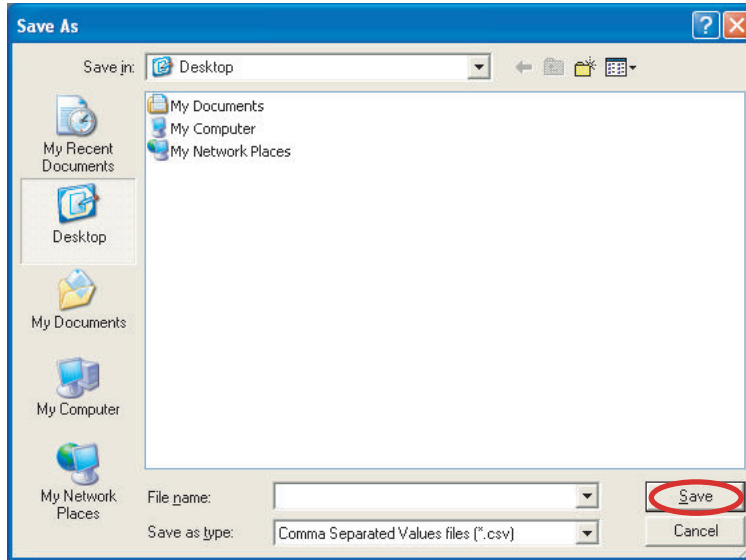 Save As
Save in:
Desktop
My Documents
My Computer
My Network Places
My Recent
Documents
Desktop
My Documents
My Computer
My Network
Places
File name:
Save
Save as type:
Comma Separated Values files (*.csv)
Cancel